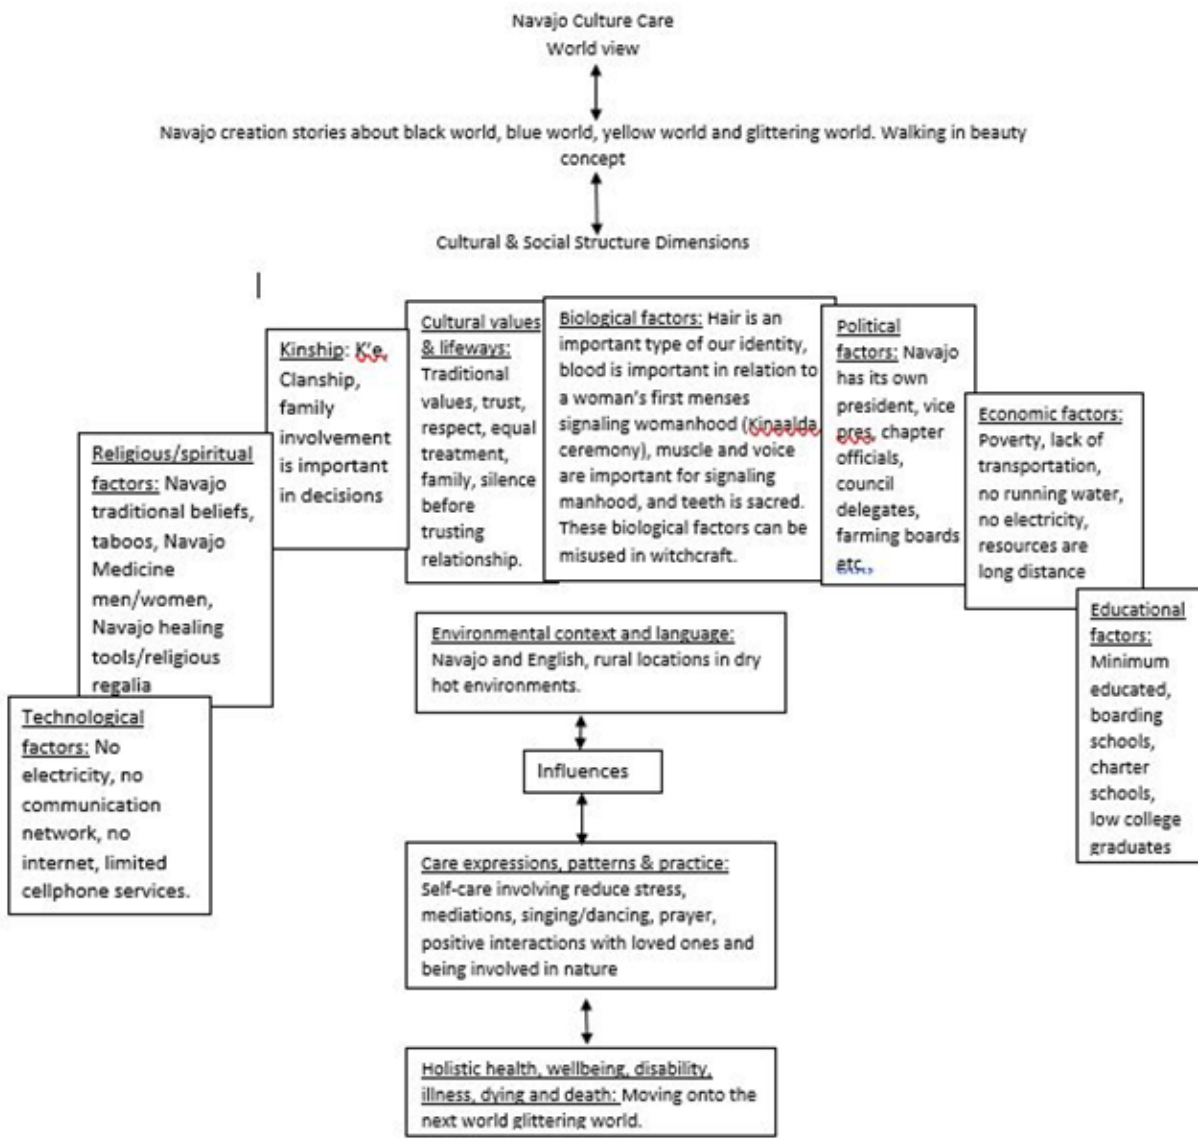 Navajo Culture Care
World view
Navajo creation stories about black world, blue world, yellow world and glittering world. Walking in beauty
concept
Cultural & Social Structure Dimensions
Technological
factors: No
electricity, no
communication
network, no
internet, limited
cellphone services.
Religious/spiritual
factors: Navajo
traditional beliefs,
taboos, Navajo
Medicine
men/women,
Navajo healing
tools/religious
regalia
Kinship: K'e,
Clanship,
family
involvement
is important
in decisions
Cultural values
& lifeways:
Traditional
values, trust,
respect, equal
treatment,
family, silence
before
trusting
relationship.
Biological factors: Hair is an
important type of our identity,
blood is important in relation to
a woman's first menses
signaling womanhood (Kinaalda
ceremony), muscle and voice
are important for signaling
manhood, and teeth is sacred.
These biological factors can be
misused in witchcraft.
Political
factors: Navajo
has its own
president, vice
pres, chapter
officials,
council
delegates,
farming boards
etc.,
Economic factors:
Poverty, lack of
transportation,
no running water,
no electricity,
resources are
long distance
Educational
factors:
Minimum
educated,
boarding
schools,
charter
schools,
low college
graduates
Environmental context and language:
Navajo and English, rural locations in dry
hot environments.
Influences
Care expressions, patterns & practice:
Self-care involving reduce stress,
mediations, singing/dancing, prayer,
positive interactions with loved ones and
being involved in nature
Holistic health, wellbeing, disability,
illness, dying and death: Moving onto the
next world glittering world.